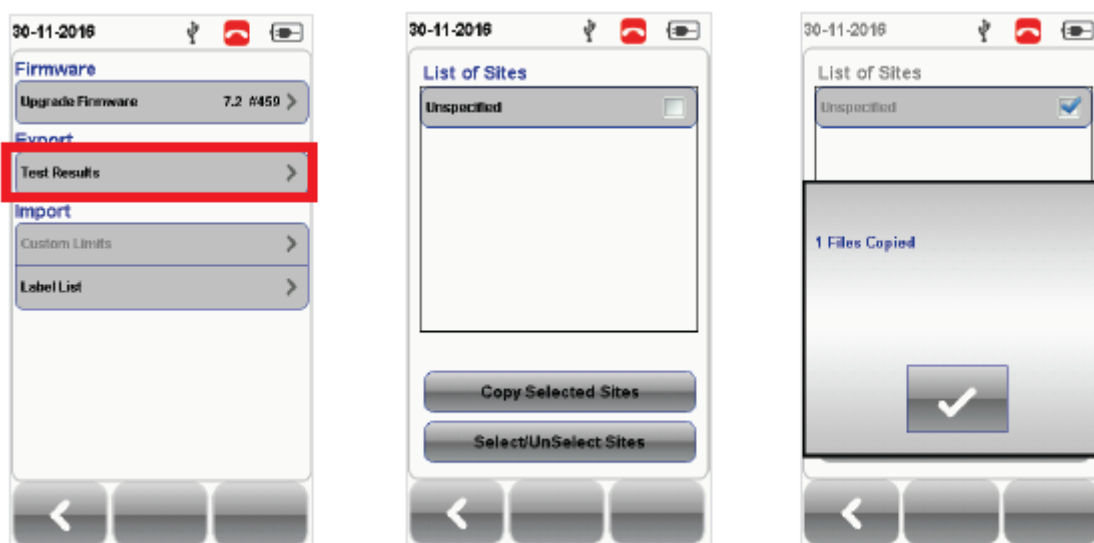 30-11-2016
Firmware
Upgrade Firmware 7.2 #459
Export
Test Results
Import
Custom Limits
Label List
30-11-2016
List of Sites
Unspecified
Copy Selected Sites
Select/UnSelect Sites
30-11-2016
List of Sites
Unspecified
1 Files Copied